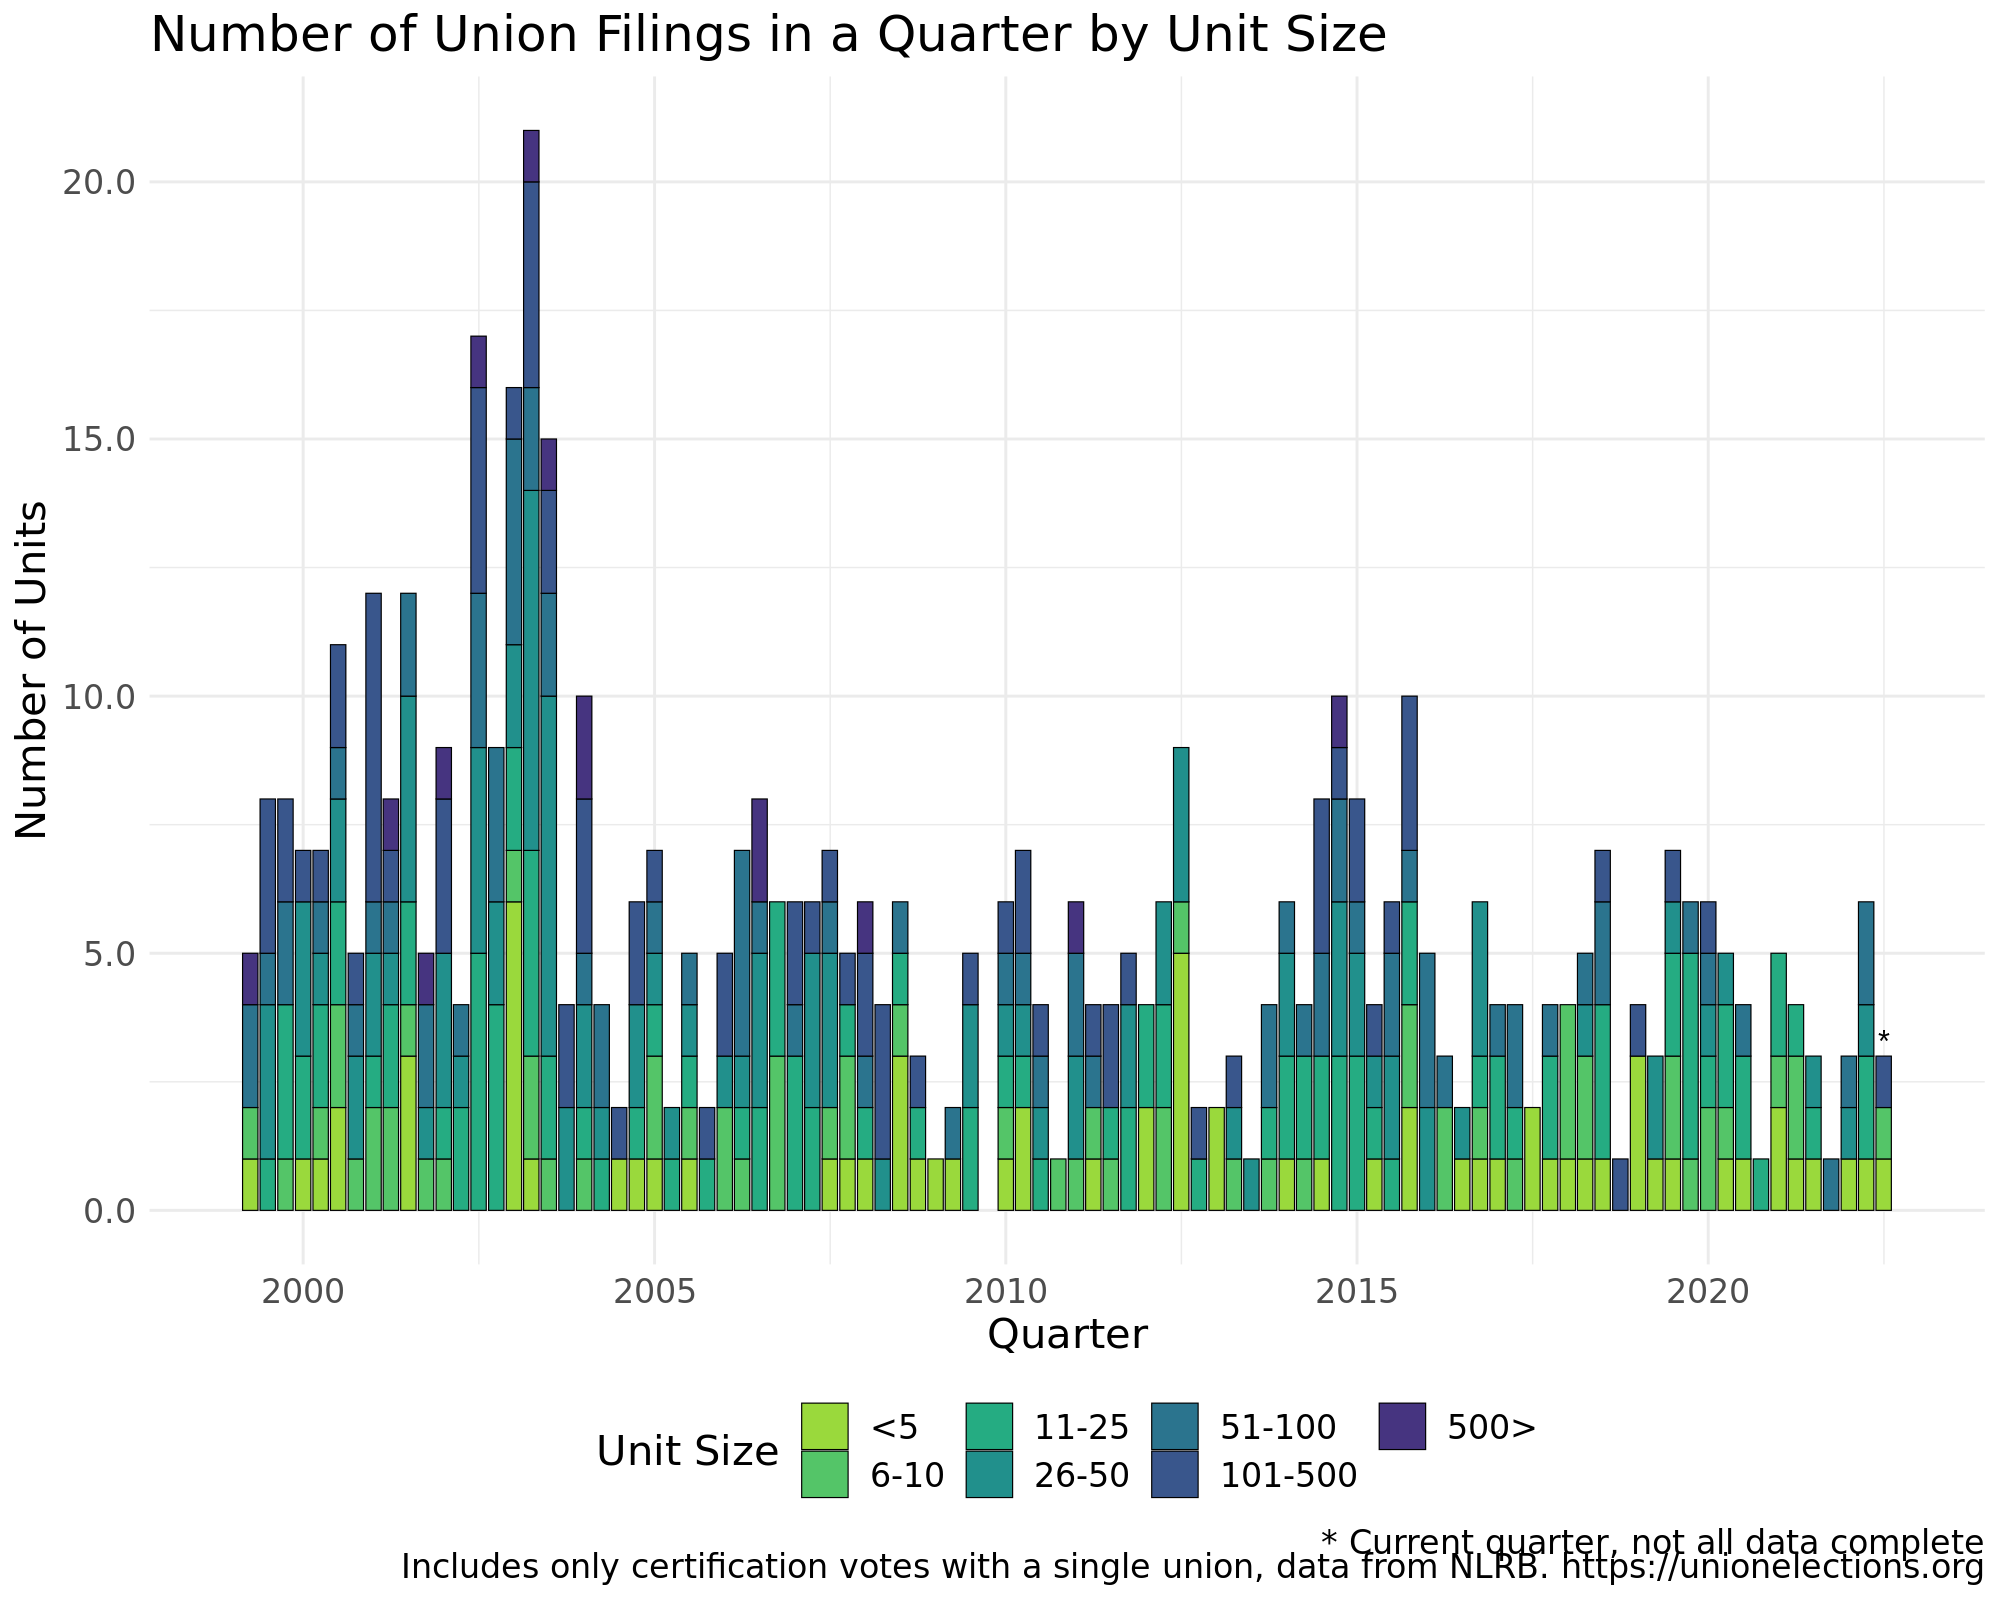 Number of Union Filings in a Quarter by Unit Size
Number of Units
20.0
15.0
10.0
5.0
0.0
2000 2005 2010 2015 2020
*
Quarter
Unit Size
<5 11-25 51-100 500>
6-10 26-50 101-500
* Current quarter, not all data complete
Includes only certification votes with a single union, data from NLRB. https://unionelections.org